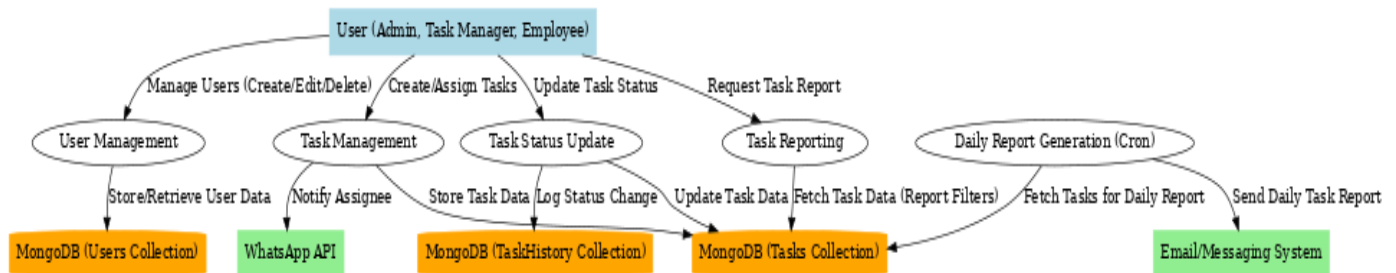 User (Admin, Task Manager, Employee)
Manage Users (Create/Edit/Delete)
Create/Assign Tasks
Update Task Status
Request Task Report
User Management
Task Management
Task Status Update
Task Reporting
Daily Report Generation (Cron)
Store/Retrieve User Data
Notify Assignee
Store Task Data
Log Status Change
Update Task Data
Fetch Task Data (Report Filters)
Fetch Tasks for Daily Report
Send Daily Task Report
MongoDB (Users Collection)
WhatsApp API
MongoDB (TaskHistory Collection)
MongoDB (Tasks Collection)
Email/Messaging System